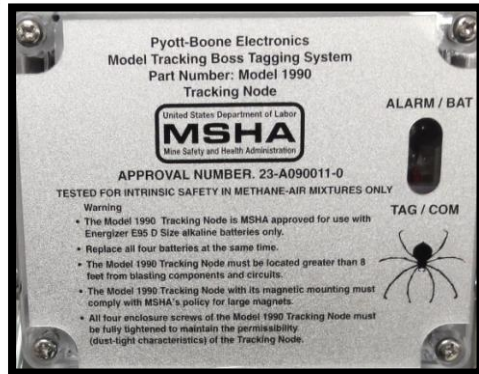 Pyott-Boone Electronics
Model Tracking Boss Tagging System
Part Number: Model 1990
Tracking Node
ALARM / BAT
United States Department of Labor
MSHA
Mine Safety and Health Administration
APPROVAL NUMBER. 23-A090011-0
TESTED FOR INTRINSIC SAFETY IN METHANE-AIR MIXTURES ONLY
TAG / COM
Warning
• The Model 1990 Tracking Node is MSHA approved for use with
Energizer E95 D Size alkaline batteries only.
• Replace all four batteries at the same time.
• The Model 1990 Tracking Node must be located greater than 8
feet from blasting components and circuits.
• The Model 1990 Tracking Node with its magnetic mounting must
comply with MSHA's policy for large magnets.
• All four enclosure screws of the Model 1990 Tracking Node must
be fully tightened to maintain the permissibility
(dust-tight characteristics) of the Tracking Node.